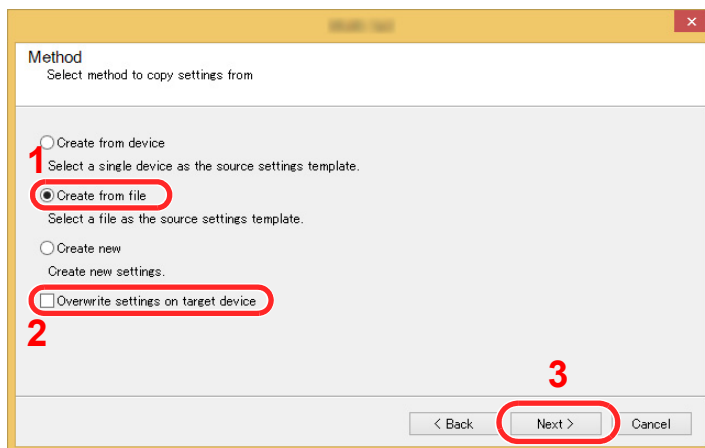 Method
Select method to copy settings from
Create from device
1
Select a single device as the source settings template.
Create from file
Select a file as the source settings template.
Create new
Create new settings.
Overwrite settings on target device
2
3
< Back Next > Cancel